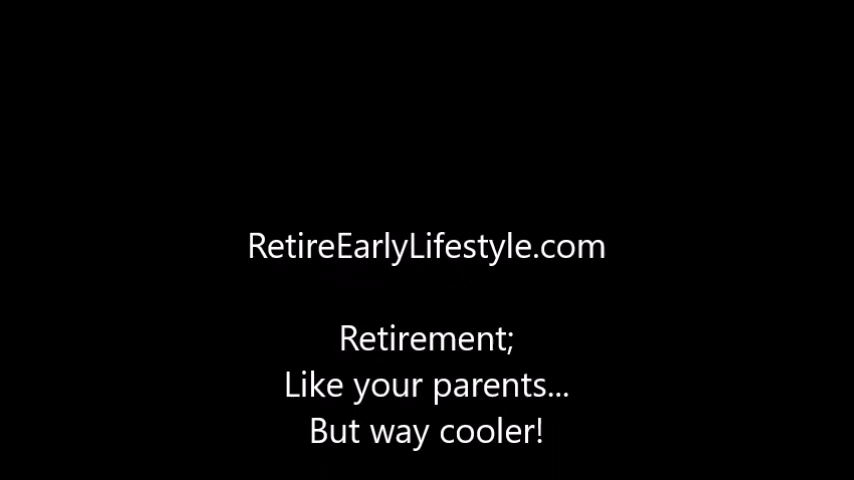 RetireEarlyLifestyle.com
Retirement;
Like your parents...
But way cooler!